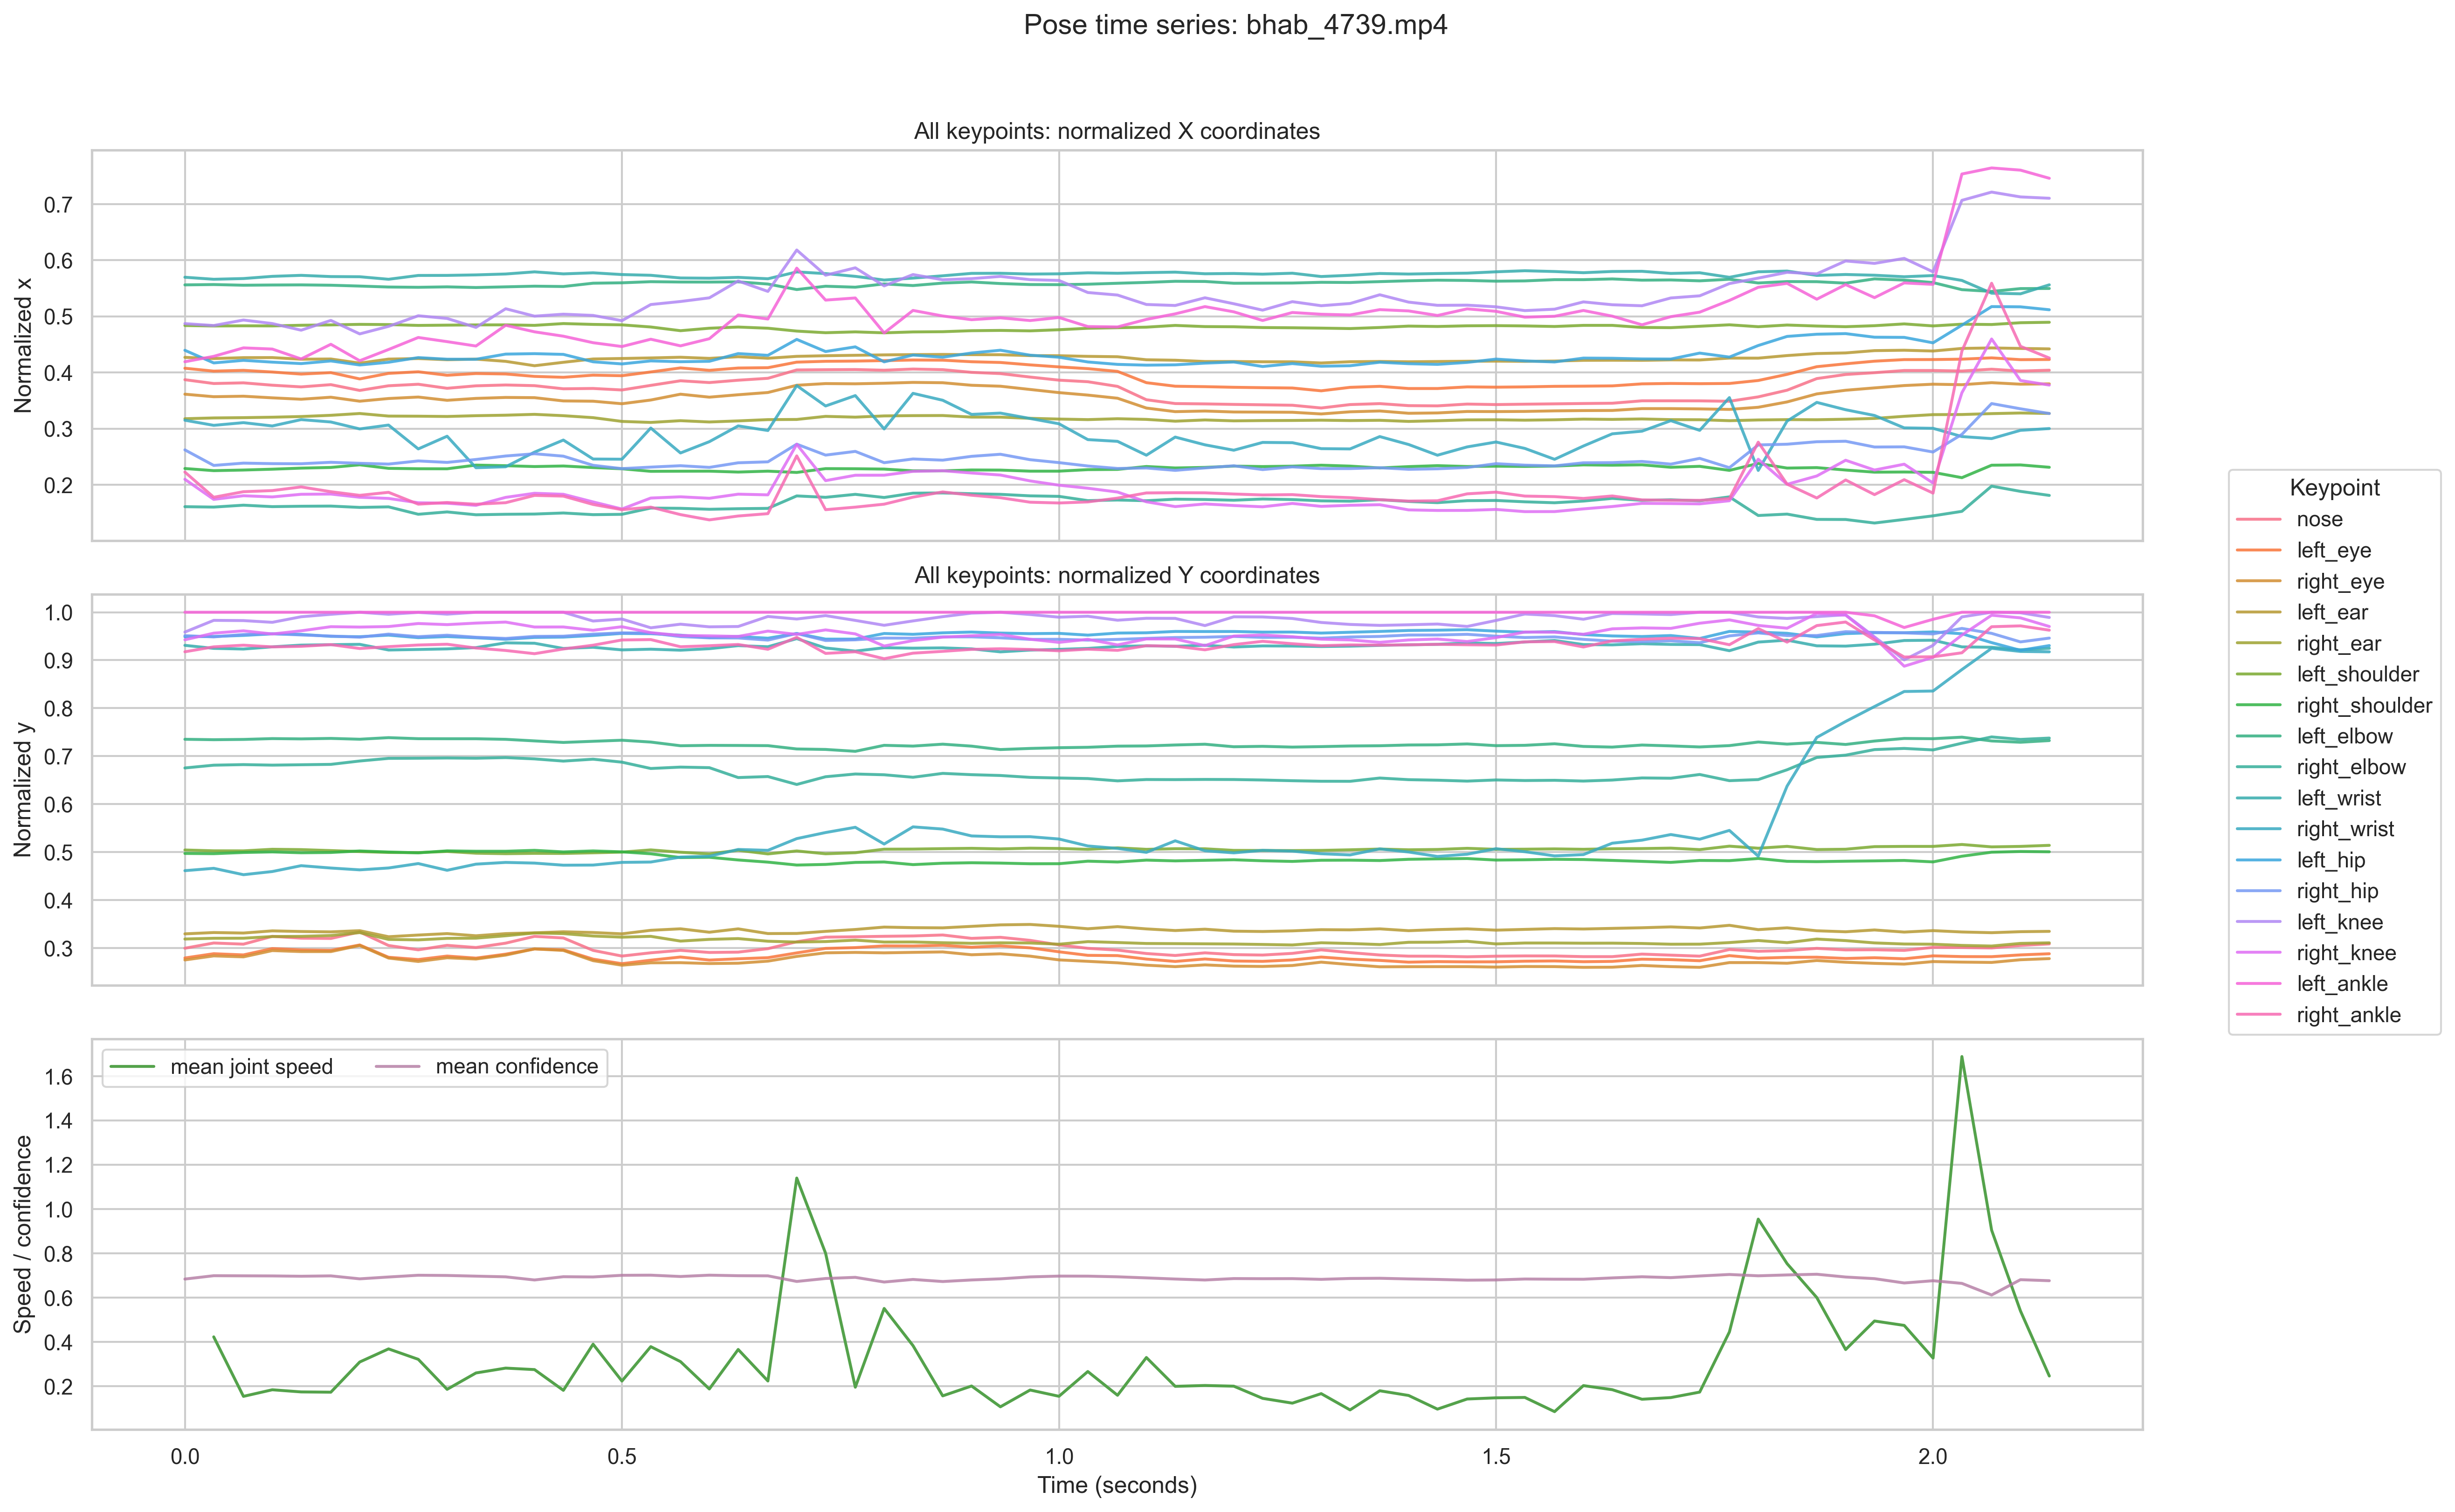 Pose time series: bhab_4739.mp4
All keypoints: normalized X coordinates
Normalized x
0.7
0.6
0.5
0.4
0.3
0.2
All keypoints: normalized Y coordinates
Normalized y
1.0
0.9
0.8
0.7
0.6
0.5
0.4
0.3
Keypoint
nose
left_eye
right_eye
left_ear
right_ear
left_shoulder
right_shoulder
left_elbow
right_elbow
left_wrist
right_wrist
left_hip
right_hip
left_knee
right_knee
left_ankle
right_ankle
mean joint speed mean confidence
Speed / confidence
1.6
1.4
1.2
1.0
0.8
0.6
0.4
0.2
0.0 0.5 1.0 1.5 2.0
Time (seconds)